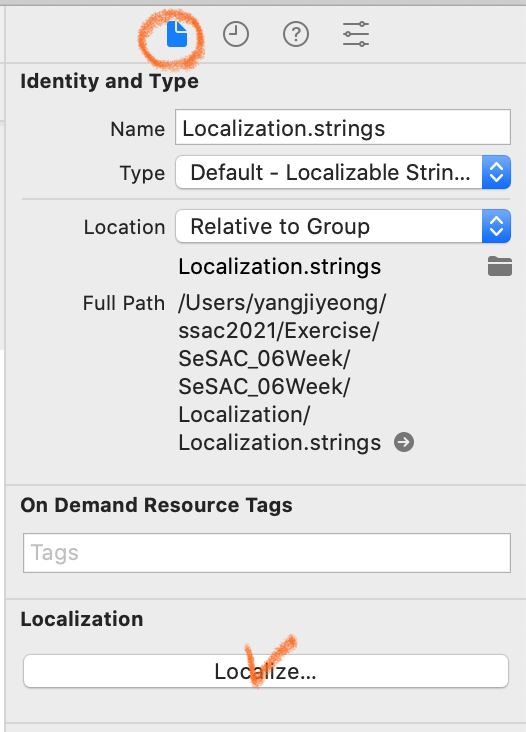 Identity and Type
Name Localization.strings
Type Default - Localizable Strin...
Location Relative to Group
Localization.strings
Full Path /Users/yangjiyeong/
ssac2021/Exercise/
SeSAC_06Week/
SeSAC_06Week/
Localization/
Localization.strings
On Demand Resource Tags
Tags
Localization
Localize...